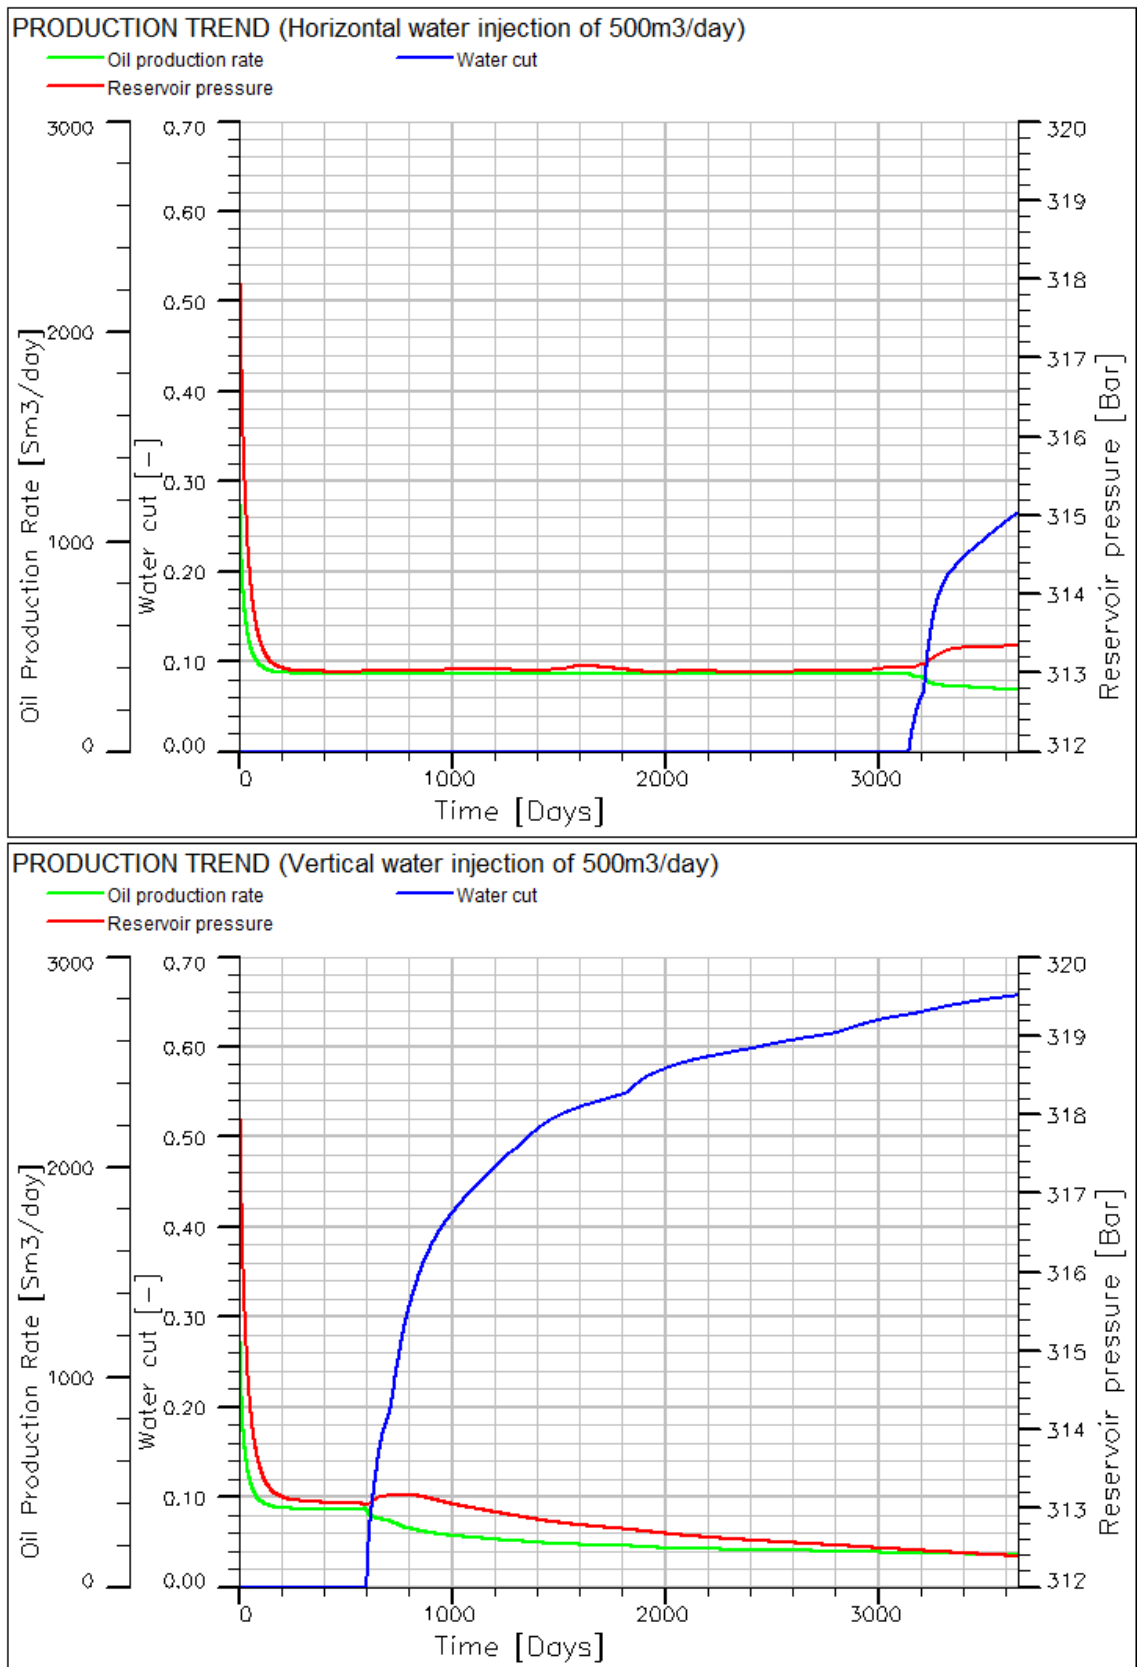 PRODUCTION TREND (Horizontal water injection of 500m3/day)
Oil production rate
Water cut
Reservoir pressure
3000
2000
1000
0
Oil Production Rate [Sm3/day]
0.70
0.60
0.50
0.40
0.30
0.20
0.10
0.00
Water cut [-]
320
319
318
317
316
315
314
313
312
Reservoir pressure [Bar]
0 1000 2000 3000
Time [Days]
PRODUCTION TREND (Vertical water injection of 500m3/day)
Oil production rate
Water cut
Reservoir pressure
3000
2000
1000
0
Oil Production Rate [Sm3/day]
0.70
0.60
0.50
0.40
0.30
0.20
0.10
0.00
Water cut [-]
320
319
318
317
316
315
314
313
312
Reservoir pressure [Bar]
0 1000 2000 3000
Time [Days]